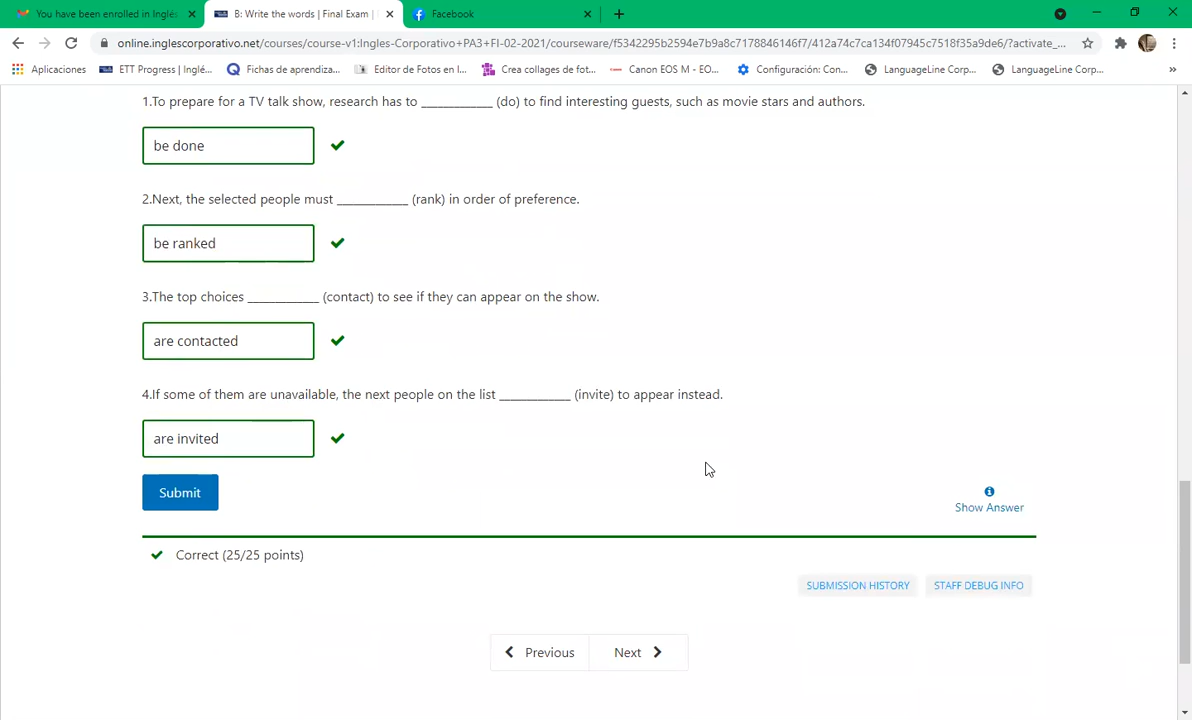 You have been enrolled in Inglés
B: Write the words | Final Exam |
Facebook
online.inglescorporativo.net/courses/course-v1:Ingles-Corporativo+PA3+FI-02-2021/courseware/f5342295b2594e7b9a8c7178846146f7/412a74c7ca134f07945c7518f35a9de6/?activate_...
Aplicaciones ETT Progress | Inglé... Fichas de aprendiza... Editor de Fotos en l... Crea collages de fot... Canon EOS M - EO... Configuración: Con... LanguageLine Corp... LanguageLine Corp... »
1.To prepare for a TV talk show, research has to ____________ (do) to find interesting guests, such as movie stars and authors.
be done
2.Next, the selected people must ____________ (rank) in order of preference.
be ranked
3.The top choices ____________ (contact) to see if they can appear on the show.
are contacted
4.If some of them are unavailable, the next people on the list ____________ (invite) to appear instead.
are invited
Submit
Show Answer
Correct (25/25 points)
SUBMISSION HISTORY STAFF DEBUG INFO
Previous Next